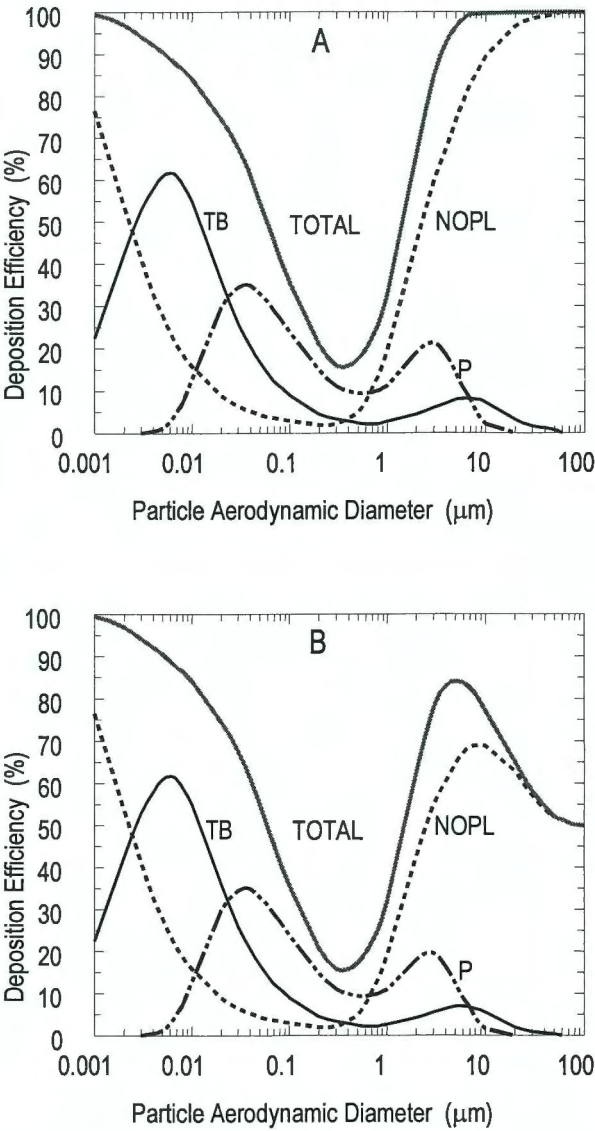 A
100
90
80
70
60
50
40
30
20
10
0
Deposition Efficiency (%)
TB
TOTAL
NOPL
P
0.001 0.01 0.1 1 10 100
Particle Aerodynamic Diameter (μm)
B
100
90
80
70
60
50
40
30
20
10
0
Deposition Efficiency (%)
TB
TOTAL
NOPL
P
0.001 0.01 0.1 1 10 100
Particle Aerodynamic Diameter (μm)